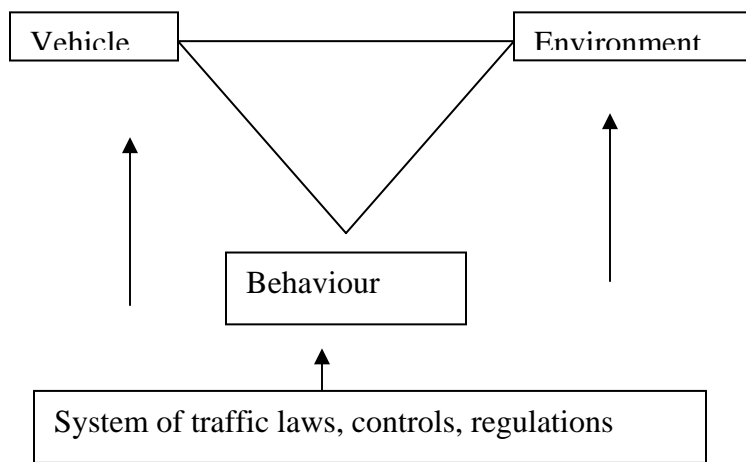 Vehicle
Environment
Behaviour
System of traffic laws, controls, regulations